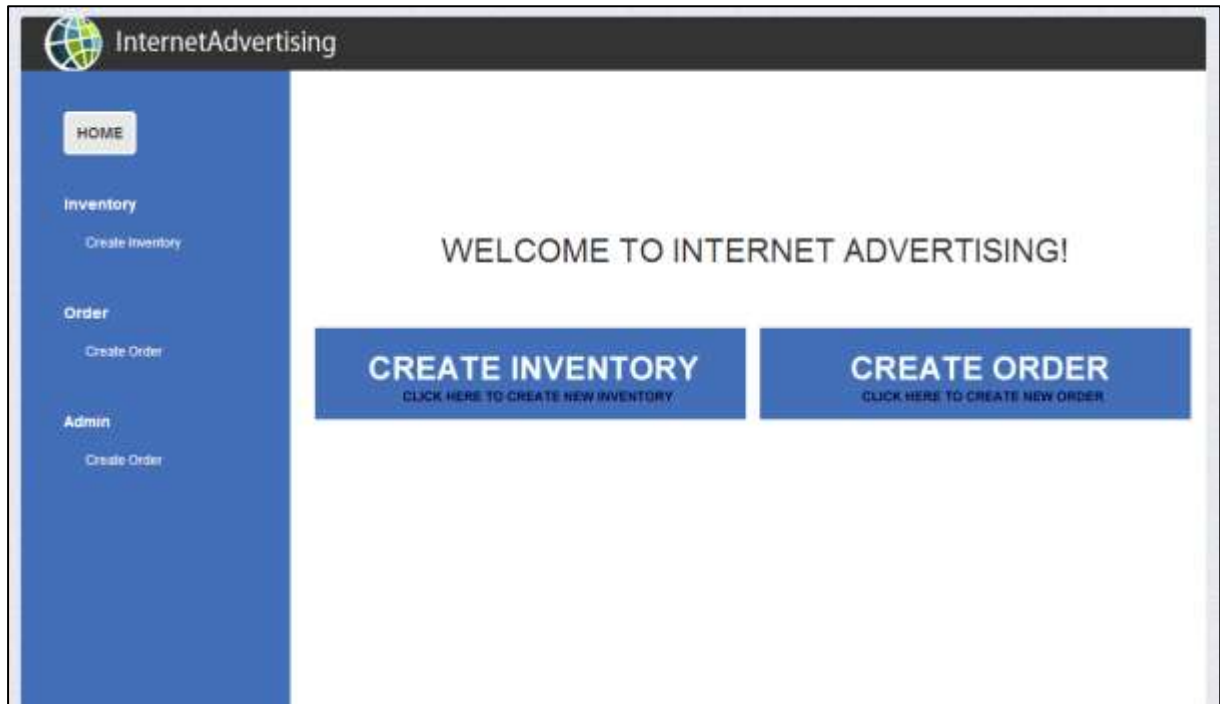 InternetAdvertising
HOME
Inventory
Create Inventory
Order
Create Order
Admin
Create Order
WELCOME TO INTERNET ADVERTISING!
CREATE INVENTORY
CLICK HERE TO CREATE NEW INVENTORY
CREATE ORDER
CLICK HERE TO CREATE NEW ORDER